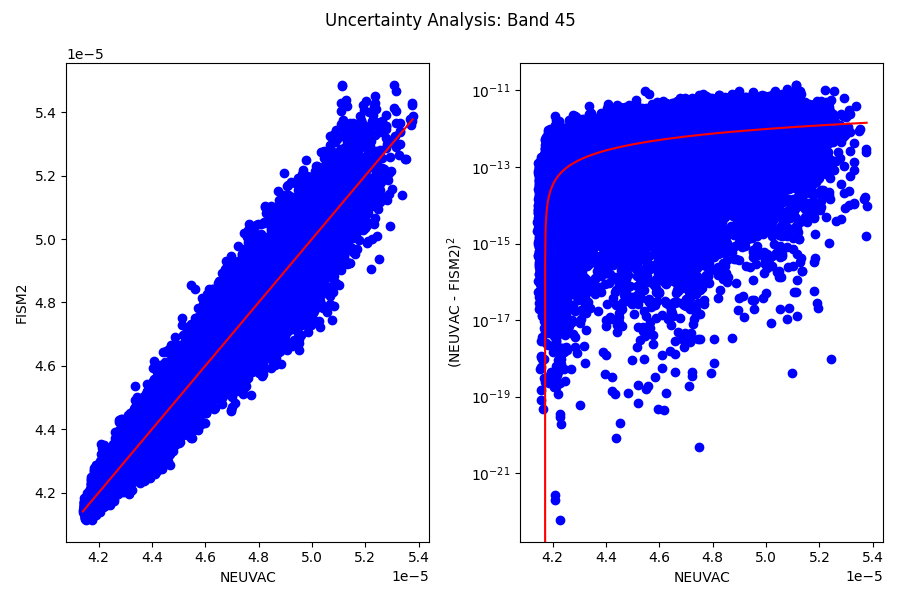 Uncertainty Analysis: Band 45
1e−5
5.4
5.2
5.0
4.8
4.6
4.4
4.2
FISM2
4.2 4.4 4.6 4.8 5.0 5.2 5.4
NEUVAC
1e−5
10⁻¹¹
10⁻¹³
10⁻¹⁵
10⁻¹⁷
10⁻¹⁹
10⁻²¹
(NEUVAC - FISM2)²
4.2 4.4 4.6 4.8 5.0 5.2 5.4
NEUVAC
1e−5